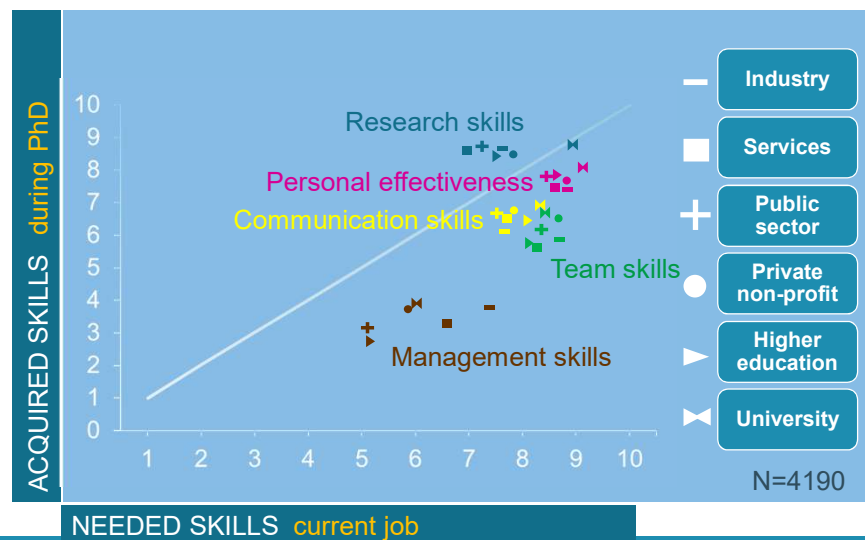 ACQUIRED SKILLS during PhD
10
9
8
7
6
5
4
3
2
1
0
1 2 3 4 5 6 7 8 9 10
Research skills
Personal effectiveness
Communication skills
Team skills
Management skills
Industry
Services
Public
sector
Private
non-profit
Higher
education
University
N=4190
NEEDED SKILLS current job